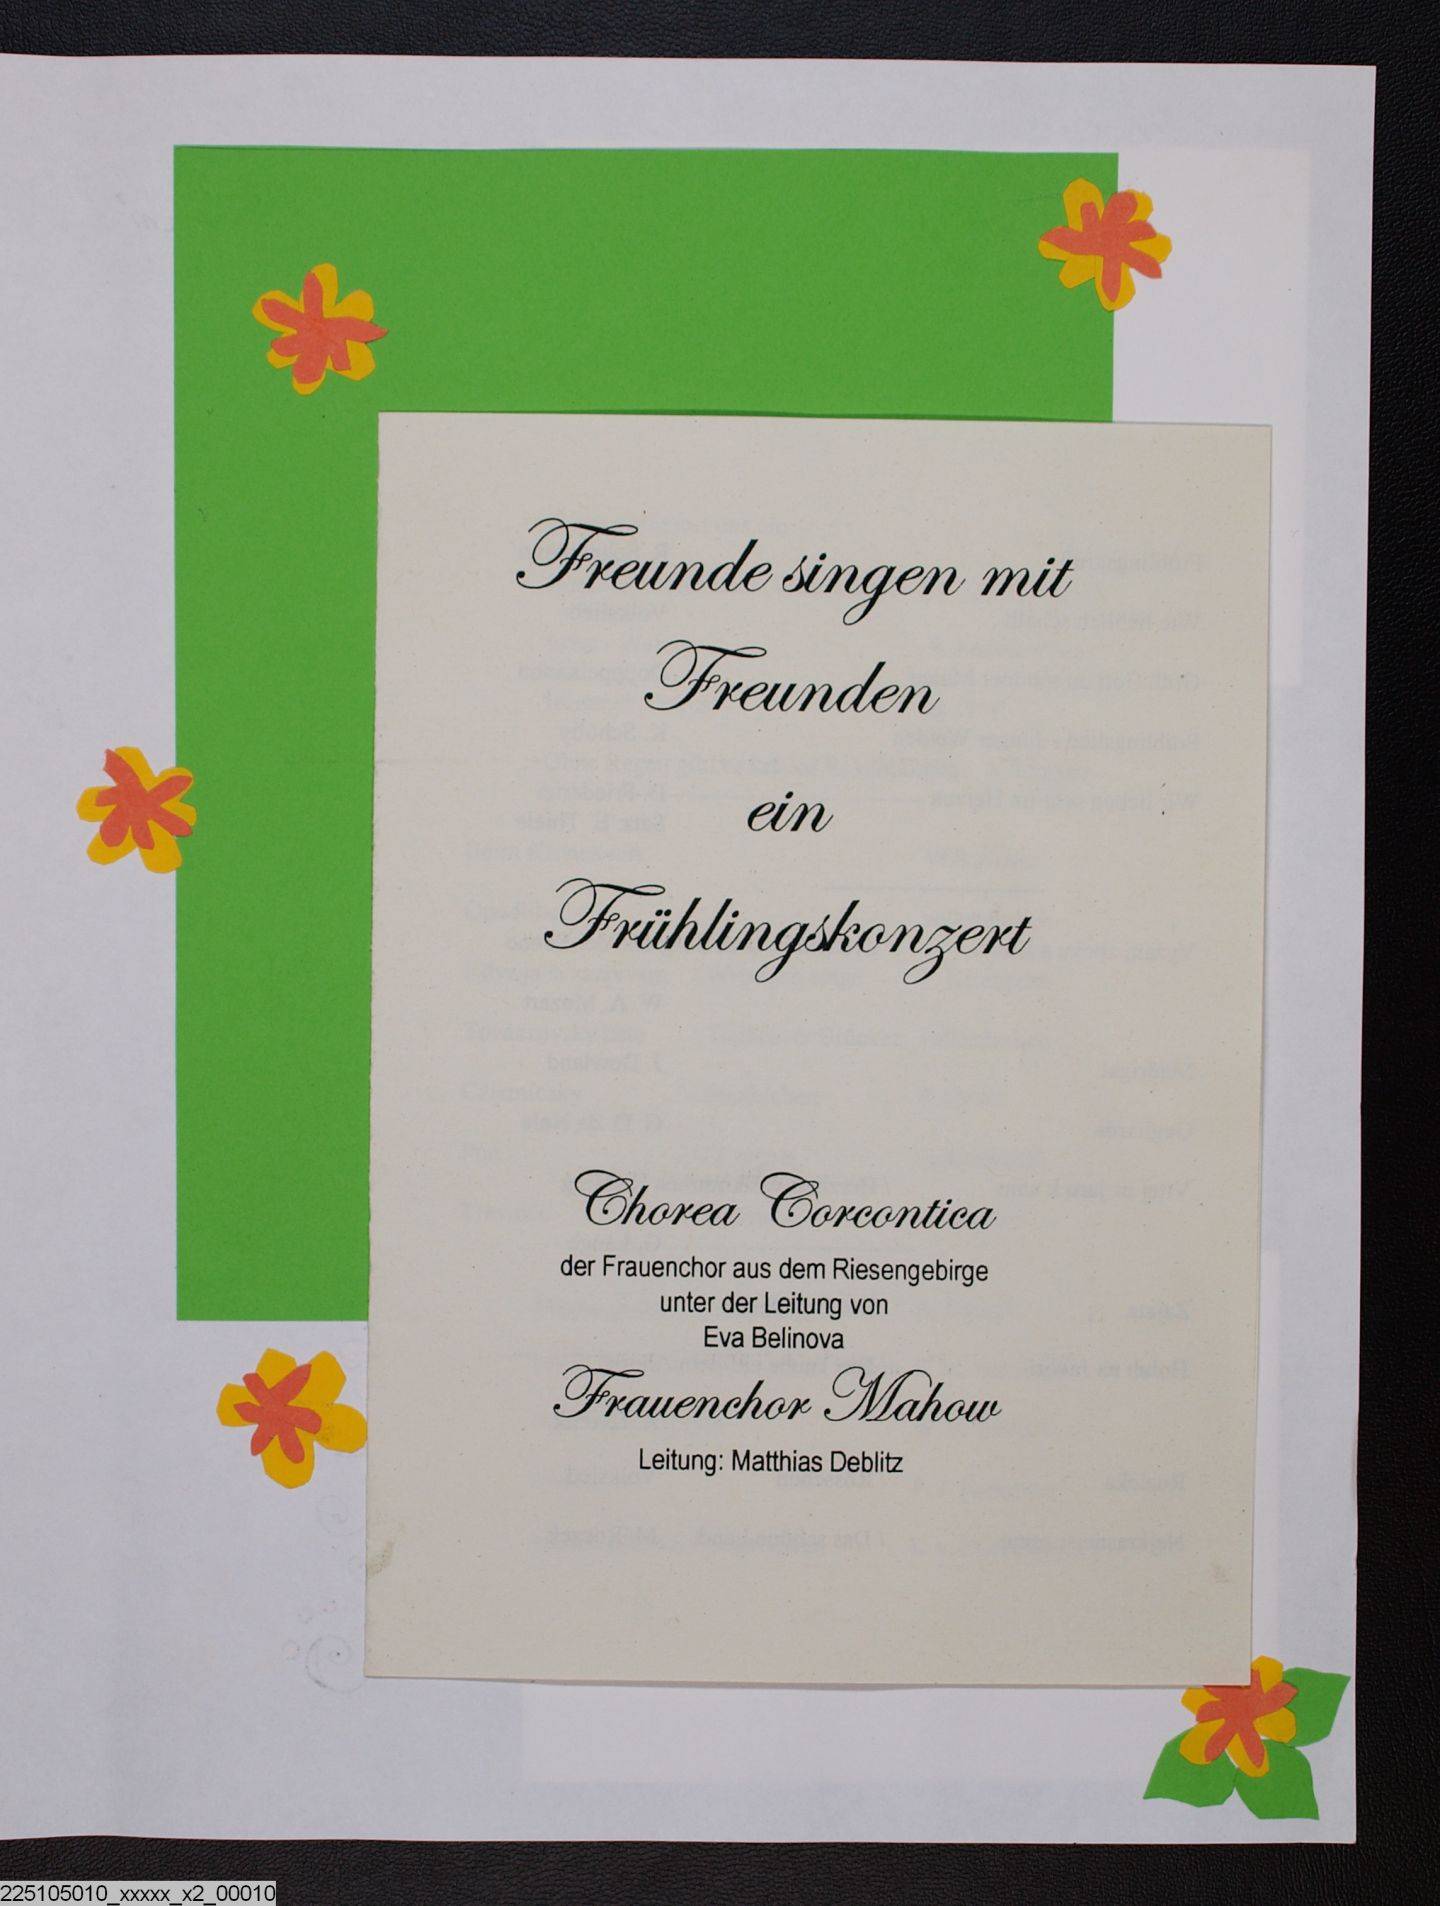 Freunde singen mit
Freunden
ein
Frühlingskonzert
Chorea Corcontica
der Frauenchor aus dem Riesengebirge
unter der Leitung von
Eva Belinova
Frauenchor Mahow
Leitung: Matthias Deblitz
225105010_xxxxx_x2_00010